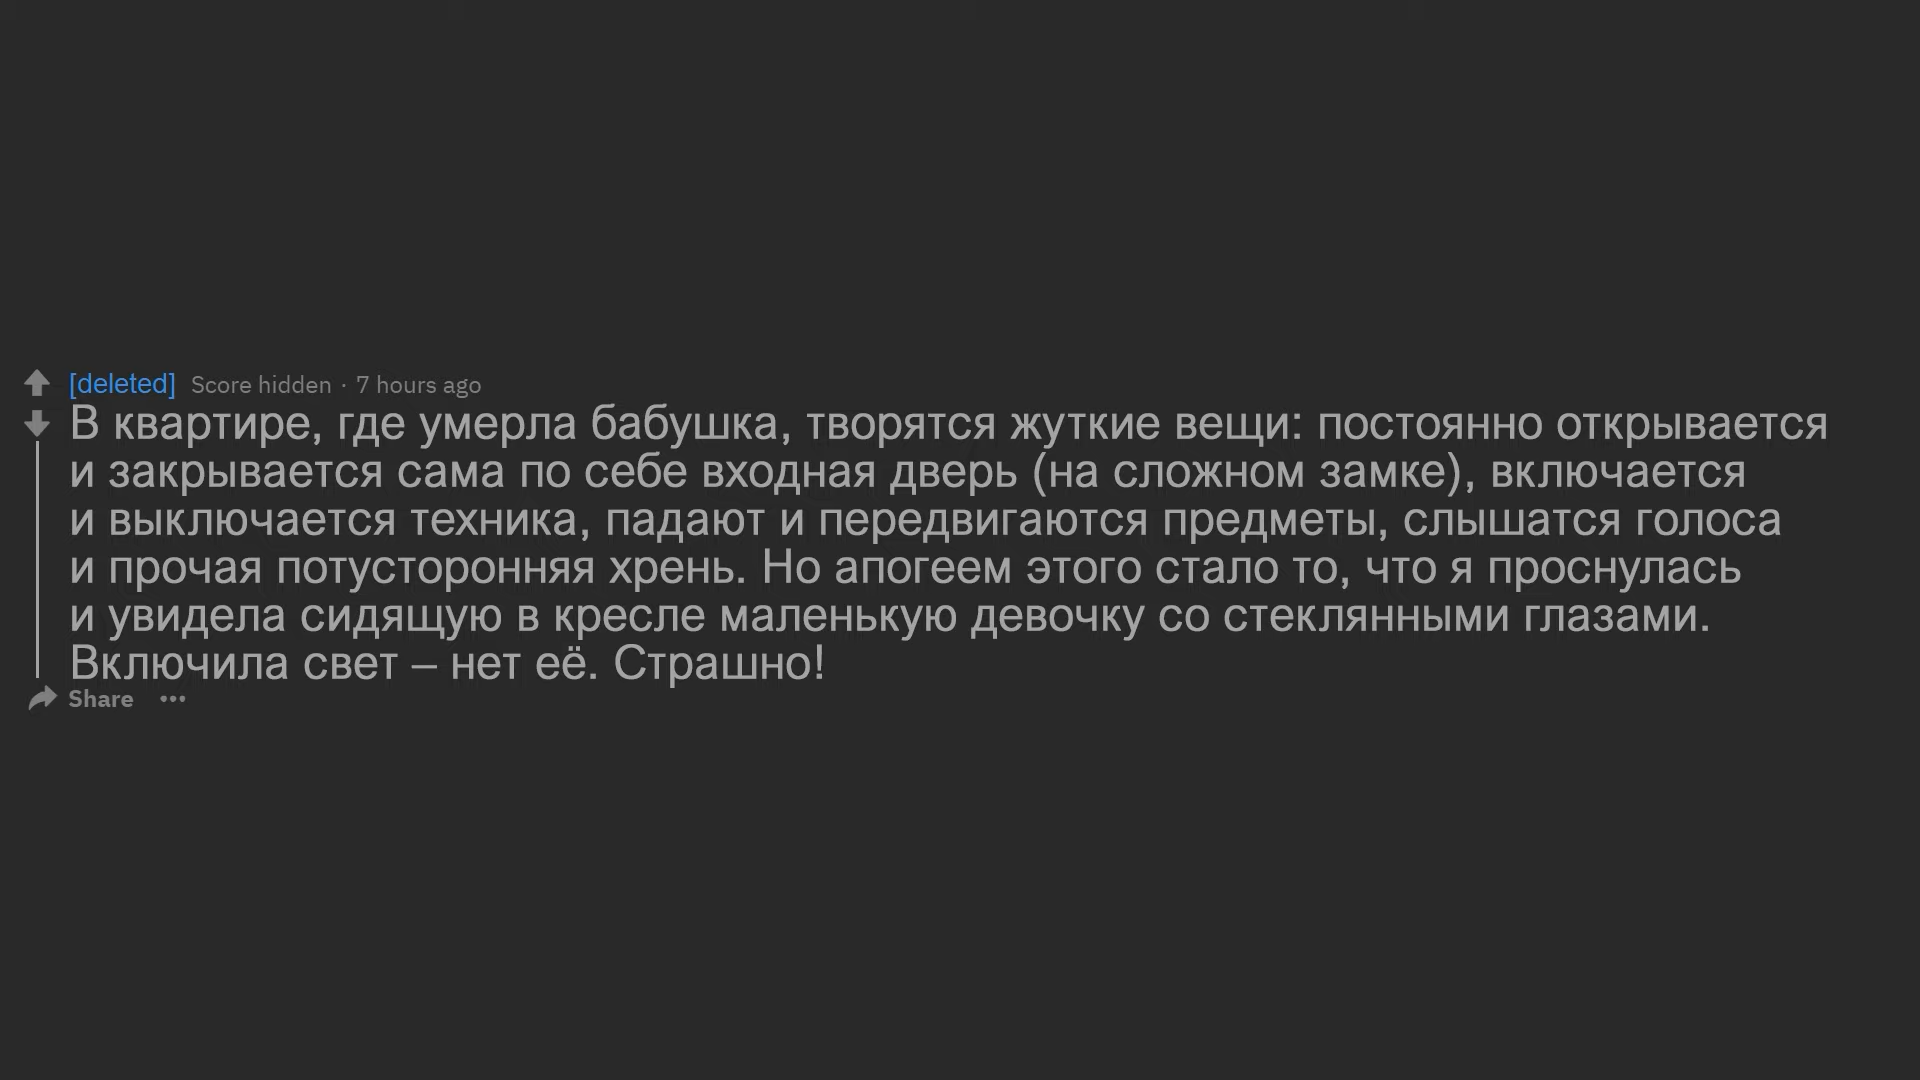 [deleted] Score hidden · 7 hours ago
В квартире, где умерла бабушка, творятся жуткие вещи: постоянно открывается
и закрывается сама по себе входная дверь (на сложном замке), включается
и выключается техника, падают и передвигаются предметы, слышатся голоса
и прочая потусторонняя хрень. Но апогеем этого стало то, что я проснулась
и увидела сидящую в кресле маленькую девочку со стеклянными глазами.
Включила свет – нет её. Страшно!
Share ···